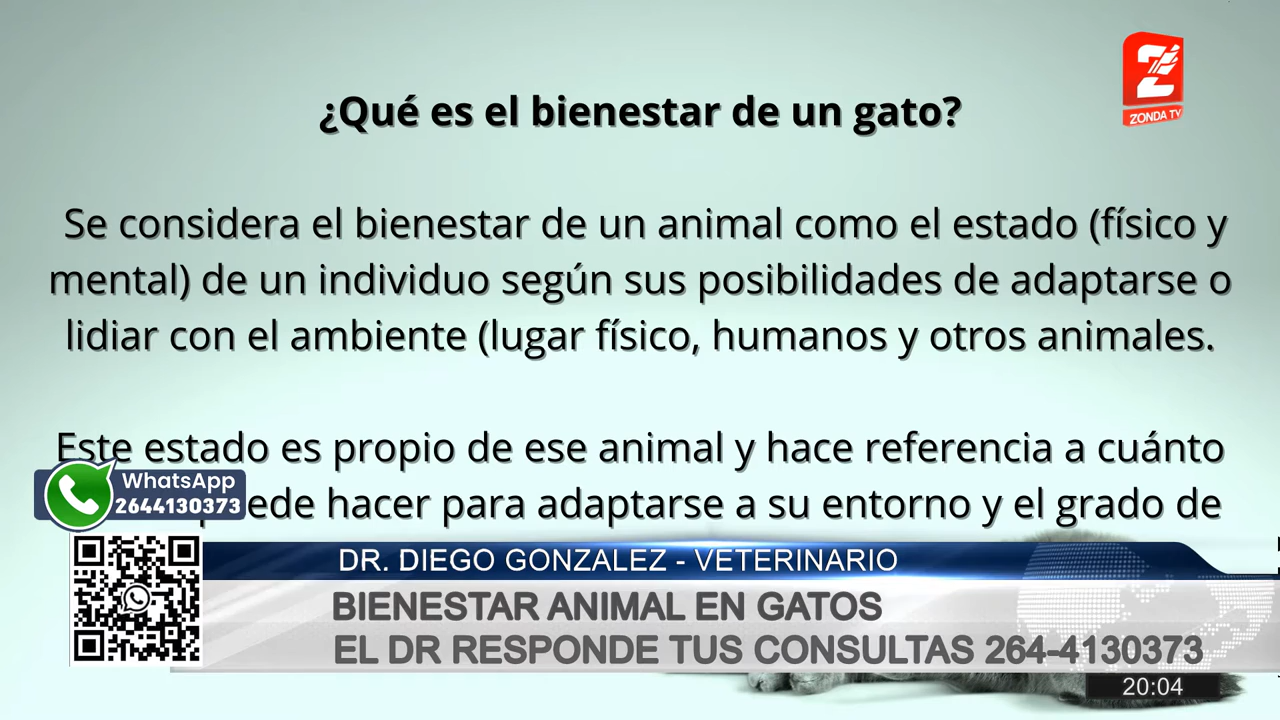 ¿Qué es el bienestar de un gato?
ZONDA TV
Se considera el bienestar de un animal como el estado (físico y
mental) de un individuo según sus posibilidades de adaptarse o
lidiar con el ambiente (lugar físico, humanos y otros animales.
Este estado es propio de ese animal y hace referencia a cuánto
hacer para adaptarse a su entorno y el grado de
WhatsApp
2644130373
DR. DIEGO GONZALEZ - VETERINARIO
BIENESTAR ANIMAL EN GATOS
EL DR RESPONDE TUS CONSULTAS 264-4130373
20:04